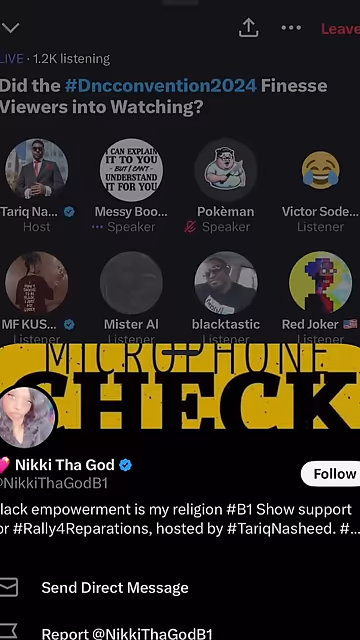 Leave
LIVE · 1.2K listening
Did the #Dncconvention2024 Finesse
Viewers into Watching?
I CAN EXPLAIN
IT TO YOU
- BUT I CAN'T -
UNDERSTAND
IT FOR YOU
Tariq Na... Messy Boo... Pokèman Victor Sode...
Host Speaker Speaker Listener
MF KUS... Mister Al blacktastic Red Joker
Listener Listener Listener Listener
MICROPHONE
CHECK
Nikki Tha God
@NikkiThaGodB1
Follow
lack empowerment is my religion #B1 Show support
or #Rally4Reparations, hosted by #TariqNasheed. #...
Send Direct Message
Report @NikkiThaGodB1